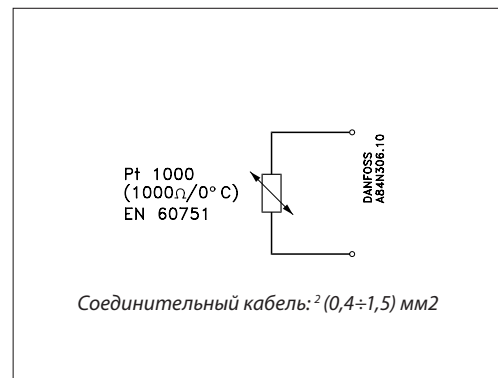 Pt 1000
(1000Ω/0° C)
EN 60751
DANFOSS
A84N306.10
Соединительный кабель: ² (0,4÷1,5) мм2